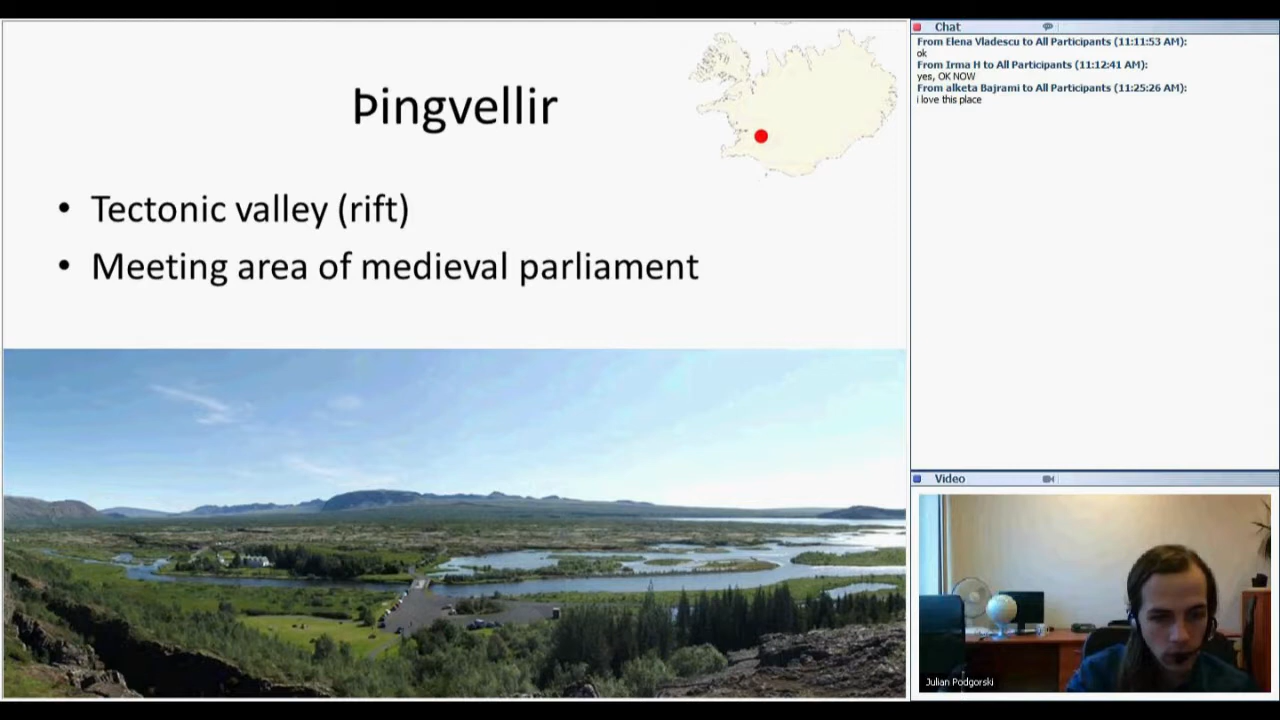 Þingvellir
• Tectonic valley (rift)
• Meeting area of medieval parliament
Chat
From Elena Vladescu to All Participants (11:11:53 AM):
ok
From Irma H to All Participants (11:12:41 AM):
yes, OK NOW
From alketa Bajrami to All Participants (11:25:26 AM):
i love this place
Video
Julian Podgorski